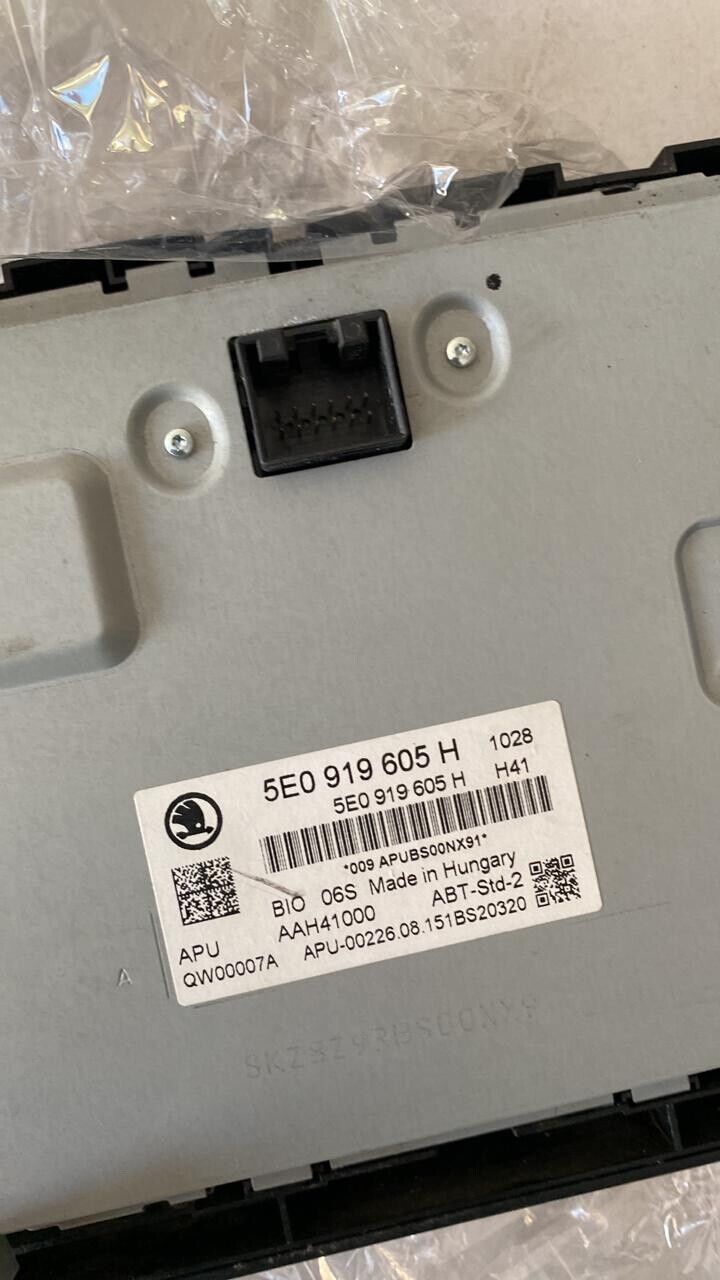 5E0 919 605 H 1028
5E0 919 605 H H41
*009 APUBS00NX91*
BIO 06S Made in Hungary
AAH41000 ABT-Std-2
APU
QW00007A APU-00226.08.151BS20320
A